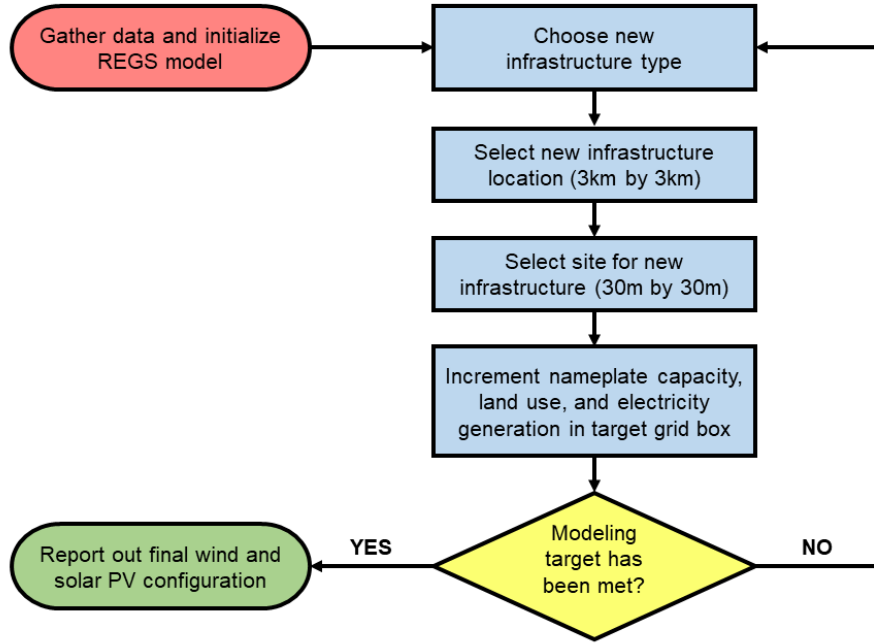 Gather data and initialize
REGS model
Choose new
infrastructure type
Select new infrastructure
location (3km by 3km)
Select site for new
infrastructure (30m by 30m)
Increment nameplate capacity,
land use, and electricity
generation in target grid box
Modeling
target has
been met?
YES
NO
Report out final wind and
solar PV configuration